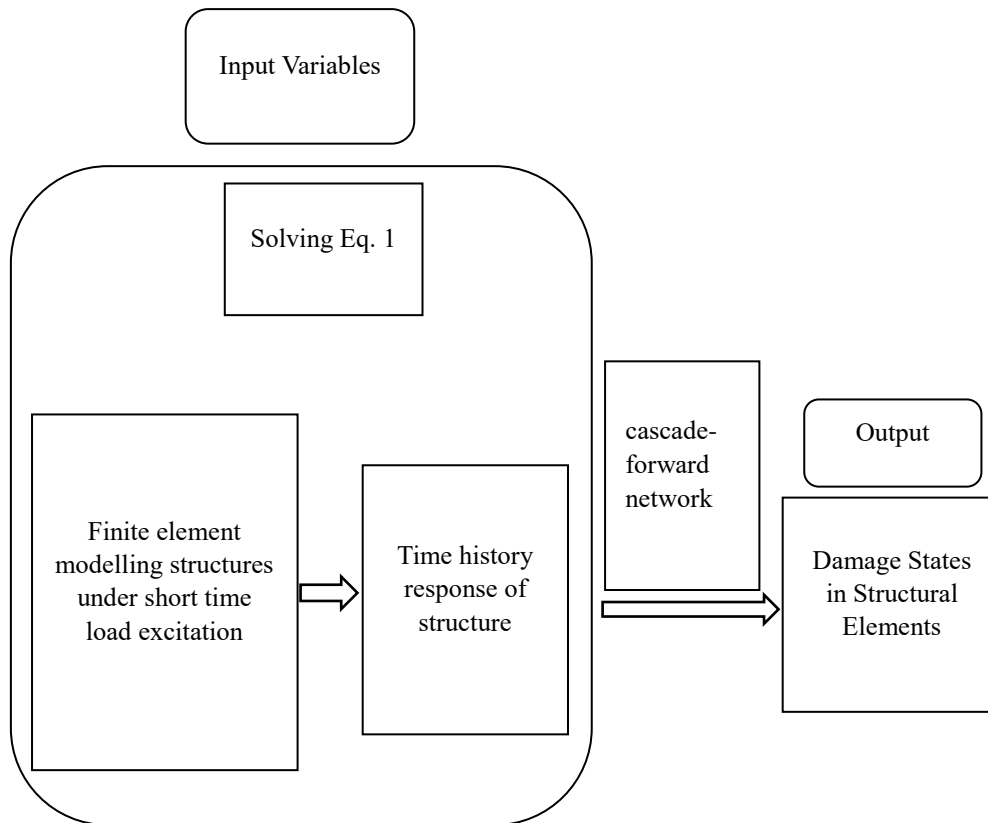 Input Variables
Solving Eq. 1
Finite element
modelling structures
under short time
load excitation
Time history
response of
structure
cascade-
forward
network
Output
Damage States
in Structural
Elements